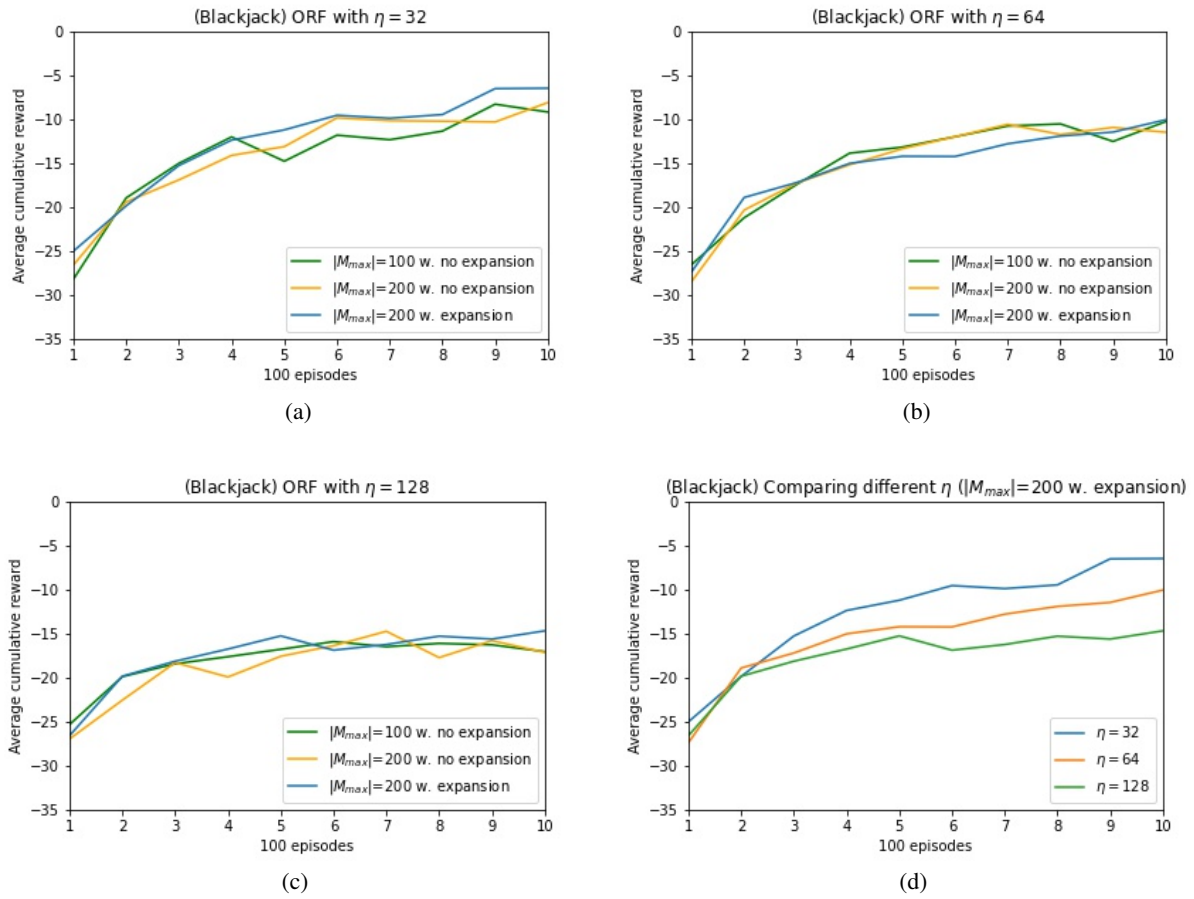 (Blackjack) ORF with η = 32
0
−5
−10
−15
−20
−25
−30
−35
Average cumulative reward
|M_max|=100 w. no expansion
|M_max|=200 w. no expansion
|M_max|=200 w. expansion
1 2 3 4 5 6 7 8 9 10
100 episodes
(a)
(Blackjack) ORF with η = 64
0
−5
−10
−15
−20
−25
−30
−35
Average cumulative reward
|M_max|=100 w. no expansion
|M_max|=200 w. no expansion
|M_max|=200 w. expansion
1 2 3 4 5 6 7 8 9 10
100 episodes
(b)
(Blackjack) ORF with η = 128
0
−5
−10
−15
−20
−25
−30
−35
Average cumulative reward
|M_max|=100 w. no expansion
|M_max|=200 w. no expansion
|M_max|=200 w. expansion
1 2 3 4 5 6 7 8 9 10
100 episodes
(c)
(Blackjack) Comparing different η (|M_max|=200 w. expansion)
0
−5
−10
−15
−20
−25
−30
−35
Average cumulative reward
η = 32
η = 64
η = 128
1 2 3 4 5 6 7 8 9 10
100 episodes
(d)